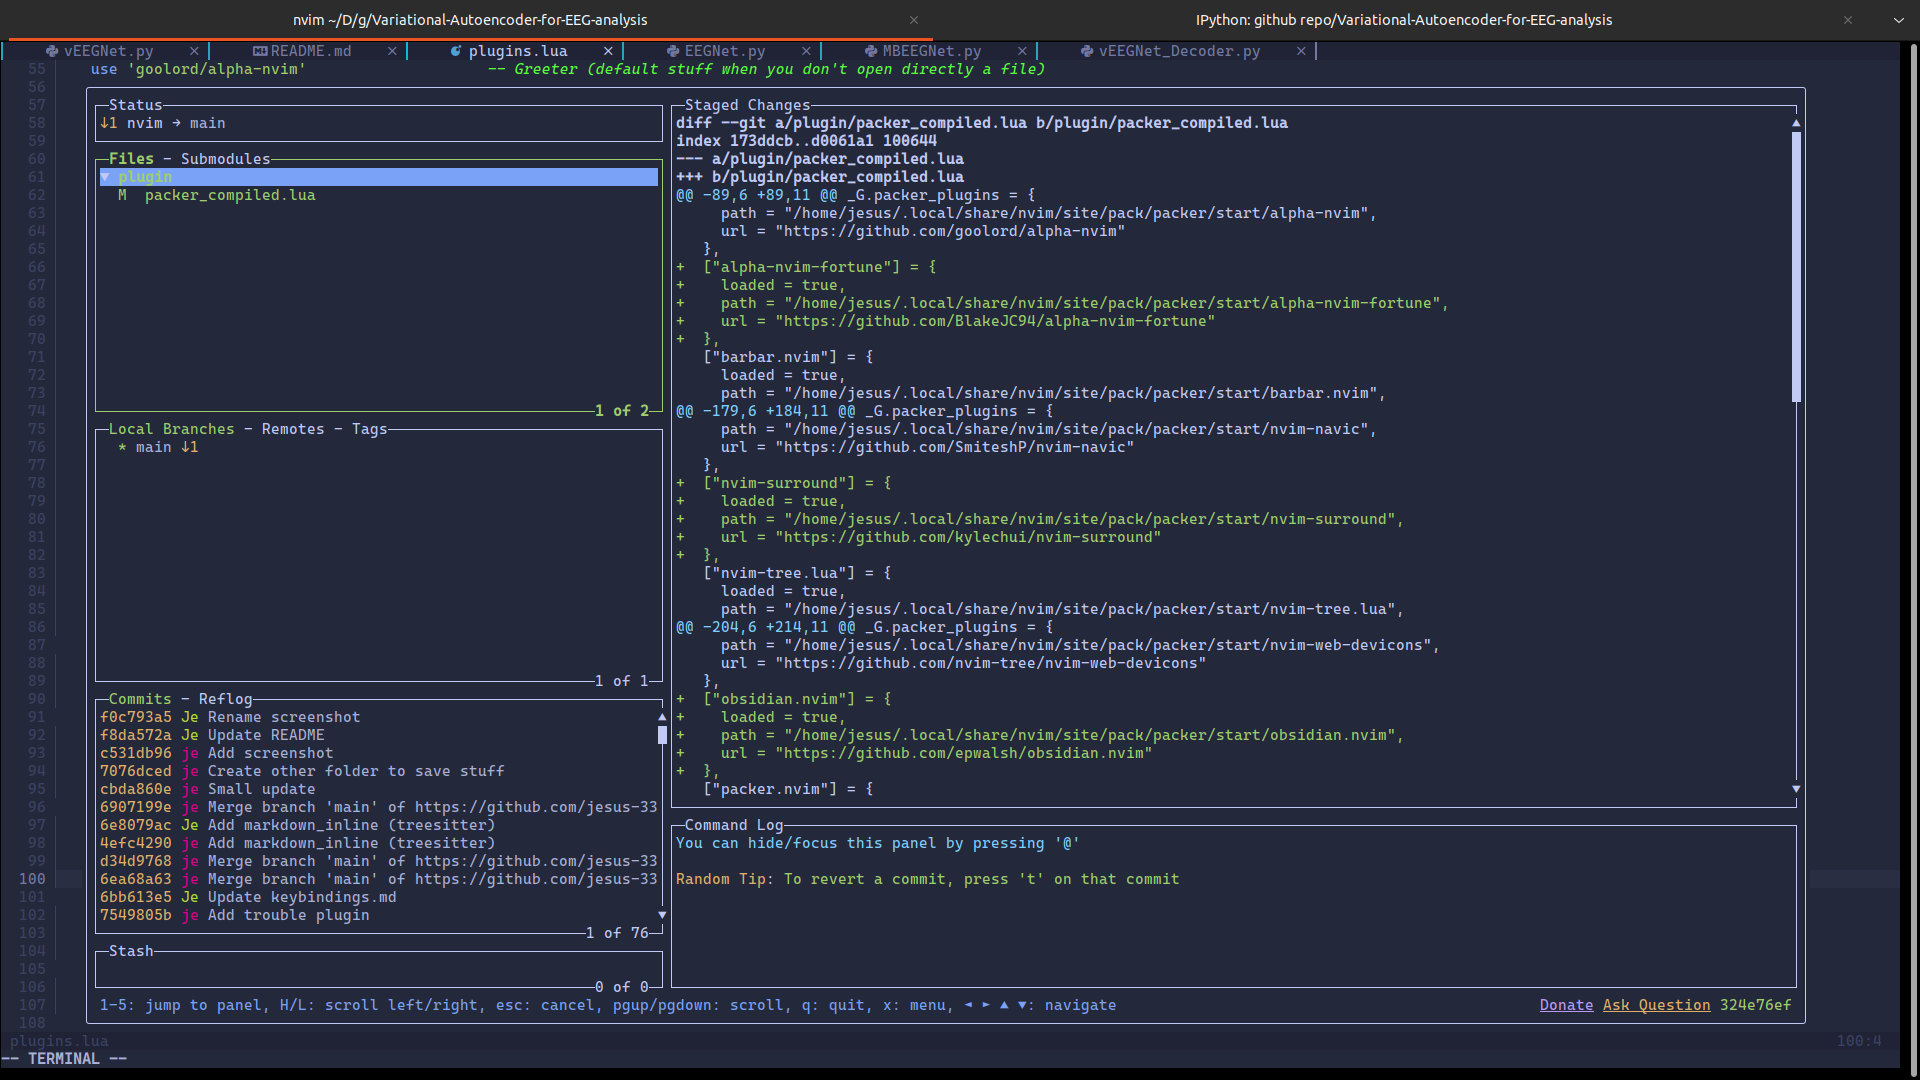 nvim ~/D/g/Variational-Autoencoder-for-EEG-analysis × IPython: github repo/Variational-Autoencoder-for-EEG-analysis ×
vEEGNet.py × README.md × plugins.lua × EEGNet.py × MBEEGNet.py × vEEGNet_Decoder.py ×
55 use 'goolord/alpha-nvim' -- Greeter (default stuff when you don't open directly a file)
56
57
58
59
60
61
62
63
64
65
66
67
68
69
70
71
72
73
74
75
76
77
78
79
80
81
82
83
84
85
86
87
88
89
90
91
92
93
94
95
96
97
98
99
100
101
102
103
104
105
106
107
108
Status
↓1 nvim → main
Files - Submodules
▼ plugin
M packer_compiled.lua
1 of 2
Local Branches - Remotes - Tags
* main ↓1
1 of 1
Commits - Reflog
f0c793a5 Je Rename screenshot
f8da572a Je Update README
c531db96 je Add screenshot
7076dced je Create other folder to save stuff
cbda860e je Small update
6907199e je Merge branch 'main' of https://github.com/jesus-33
6e8079ac Je Add markdown_inline (treesitter)
4efc4290 je Add markdown_inline (treesitter)
d34d9768 je Merge branch 'main' of https://github.com/jesus-33
6ea68a63 je Merge branch 'main' of https://github.com/jesus-33
6bb613e5 Je Update keybindings.md
7549805b je Add trouble plugin
1 of 76
Stash
0 of 0
Staged Changes
diff --git a/plugin/packer_compiled.lua b/plugin/packer_compiled.lua
index 173ddcb..d0061a1 100644
--- a/plugin/packer_compiled.lua
+++ b/plugin/packer_compiled.lua
@@ -89,6 +89,11 @@ _G.packer_plugins = {
path = "/home/jesus/.local/share/nvim/site/pack/packer/start/alpha-nvim",
url = "https://github.com/goolord/alpha-nvim"
},
+ ["alpha-nvim-fortune"] = {
+ loaded = true,
+ path = "/home/jesus/.local/share/nvim/site/pack/packer/start/alpha-nvim-fortune",
+ url = "https://github.com/BlakeJC94/alpha-nvim-fortune"
+ },
["barbar.nvim"] = {
loaded = true,
path = "/home/jesus/.local/share/nvim/site/pack/packer/start/barbar.nvim",
@@ -179,6 +184,11 @@ _G.packer_plugins = {
path = "/home/jesus/.local/share/nvim/site/pack/packer/start/nvim-navic",
url = "https://github.com/SmiteshP/nvim-navic"
},
+ ["nvim-surround"] = {
+ loaded = true,
+ path = "/home/jesus/.local/share/nvim/site/pack/packer/start/nvim-surround",
+ url = "https://github.com/kylechui/nvim-surround"
+ },
["nvim-tree.lua"] = {
loaded = true,
path = "/home/jesus/.local/share/nvim/site/pack/packer/start/nvim-tree.lua",
@@ -204,6 +214,11 @@ _G.packer_plugins = {
path = "/home/jesus/.local/share/nvim/site/pack/packer/start/nvim-web-devicons",
url = "https://github.com/nvim-tree/nvim-web-devicons"
},
+ ["obsidian.nvim"] = {
+ loaded = true,
+ path = "/home/jesus/.local/share/nvim/site/pack/packer/start/obsidian.nvim",
+ url = "https://github.com/epwalsh/obsidian.nvim"
+ },
["packer.nvim"] = {
Command Log
You can hide/focus this panel by pressing '@'
Random Tip: To revert a commit, press 't' on that commit
1-5: jump to panel, H/L: scroll left/right, esc: cancel, pgup/pgdown: scroll, q: quit, x: menu, ◄ ► ▲ ▼: navigate Donate Ask Question 324e76ef
plugins.lua 100:4
-- TERMINAL --